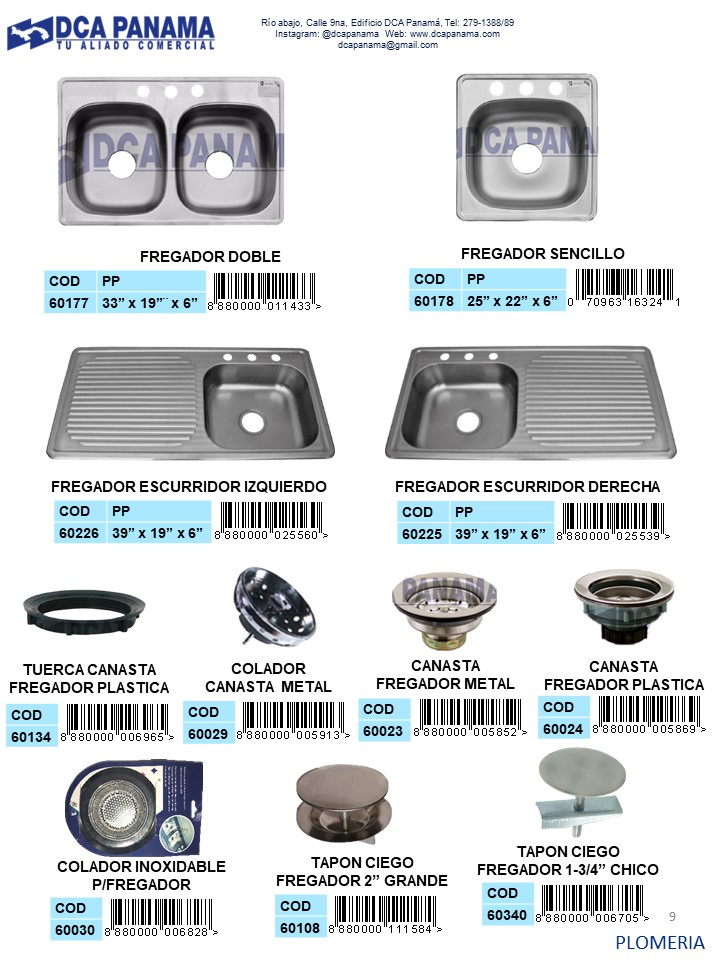 DCA PANAMA
TU ALIADO COMERCIAL
Río abajo, Calle 9na, Edificio DCA Panamá, Tel: 279-1388/89
Instagram: @dcapanama Web: www.dcapanama.com
dcapanama@gmail.com
DCA PANAMA
DCA PANAMA
FREGADOR DOBLE
COD PP
60177 33” x 19¨” x 6”
8 880000 011433 >
FREGADOR SENCILLO
COD PP
60178 25” x 22” x 6”
0 70963 16324 1
FREGADOR ESCURRIDOR IZQUIERDO
COD PP
60226 39” x 19” x 6”
8 880000 025560 >
FREGADOR ESCURRIDOR DERECHA
COD PP
60225 39” x 19” x 6”
8 880000 025539 >
TUERCA CANASTA
FREGADOR PLASTICA
COD
60134
8 880000 006965 >
COLADOR
CANASTA METAL
COD
60029
8 880000 005913 >
CANASTA
FREGADOR METAL
COD
60023
8 880000 005852 >
CANASTA
FREGADOR PLASTICA
COD
60024
8 880000 005869 >
COLADOR INOXIDABLE
P/FREGADOR
COD
60030
8 880000 006828 >
TAPON CIEGO
FREGADOR 2” GRANDE
COD
60108
8 880000 111584 >
TAPON CIEGO
FREGADOR 1-3/4” CHICO
COD
60340
8 880000 006705 >
9
PLOMERIA